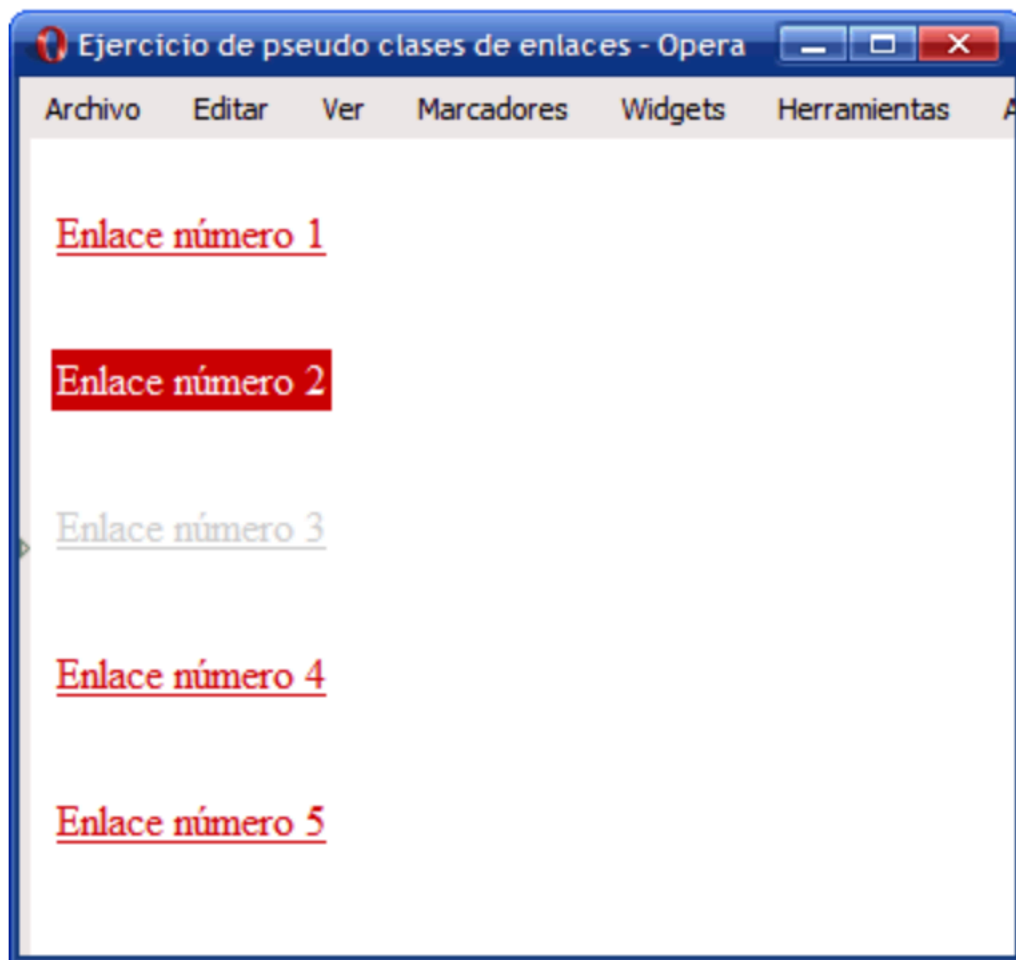 Ejercicio de pseudo clases de enlaces - Opera
Archivo Editar Ver Marcadores Widgets Herramientas A
Enlace número 1
Enlace número 2
Enlace número 3
Enlace número 4
Enlace número 5